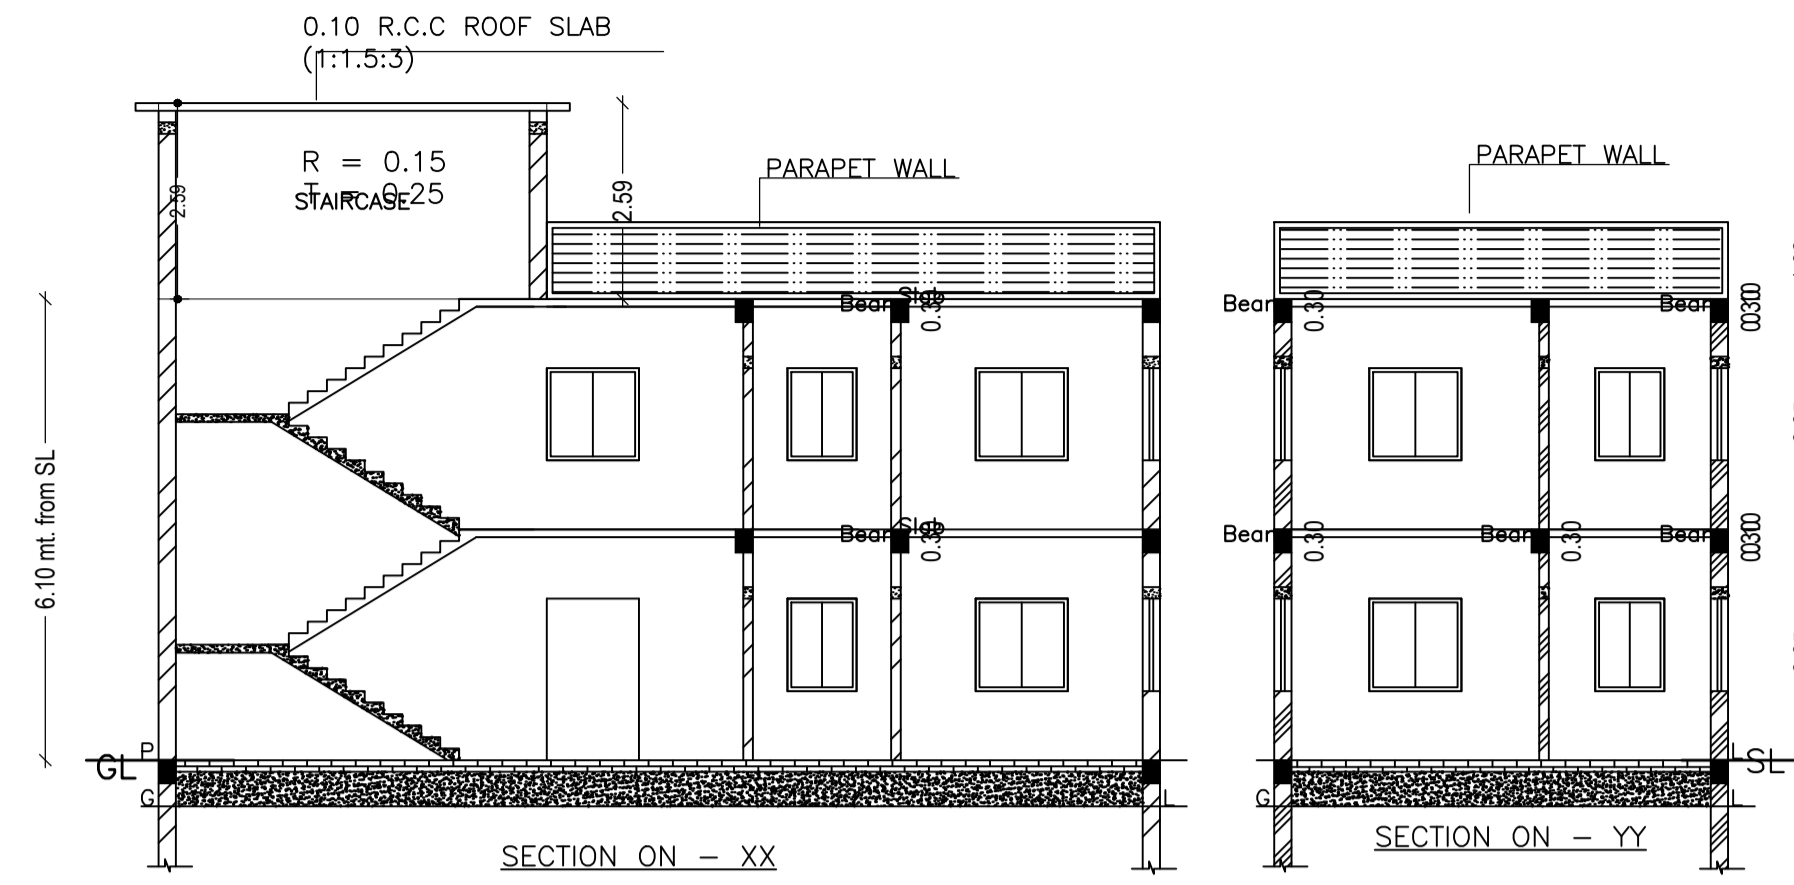 0.10 R.C.C ROOF SLAB
(1:1.5:3)
R = 0.15
T = 0.25
STAIRCASE
2.59
2.59
PARAPET WALL
PARAPET WALL
Slab
Beam
0.30
Beam
0.30
Beam
0.30
Slab
Beam
0.30
Beam
0.30
Beam
0.30
Beam
0.30
6.10 mt. from SL
P
GL
G
L
L
SL
G
L
SECTION ON - XX
SECTION ON - YY